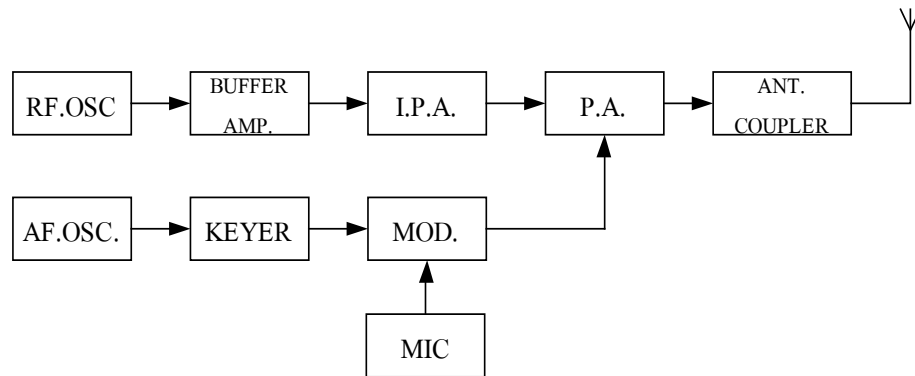 RF.OSC
BUFFER
AMP.
I.P.A.
P.A.
ANT.
COUPLER
AF.OSC.
KEYER
MOD.
MIC